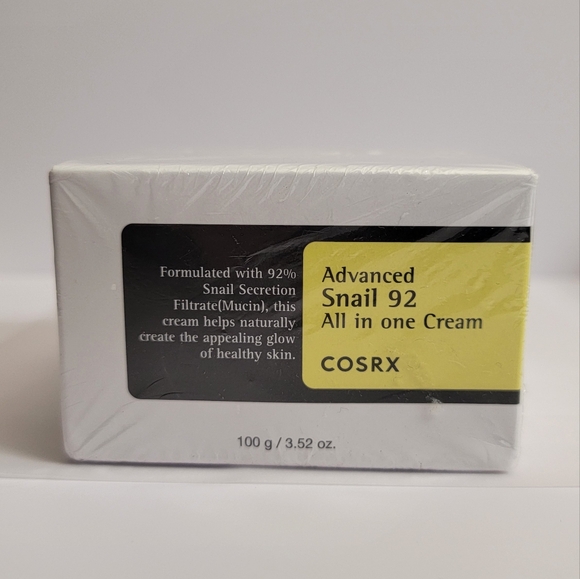 Formulated with 92%
Snail Secretion
Filtrate(Mucin), this
cream helps naturally
create the appealing glow
of healthy skin.
Advanced
Snail 92
All in one Cream
COSRX
100 g / 3.52 oz.